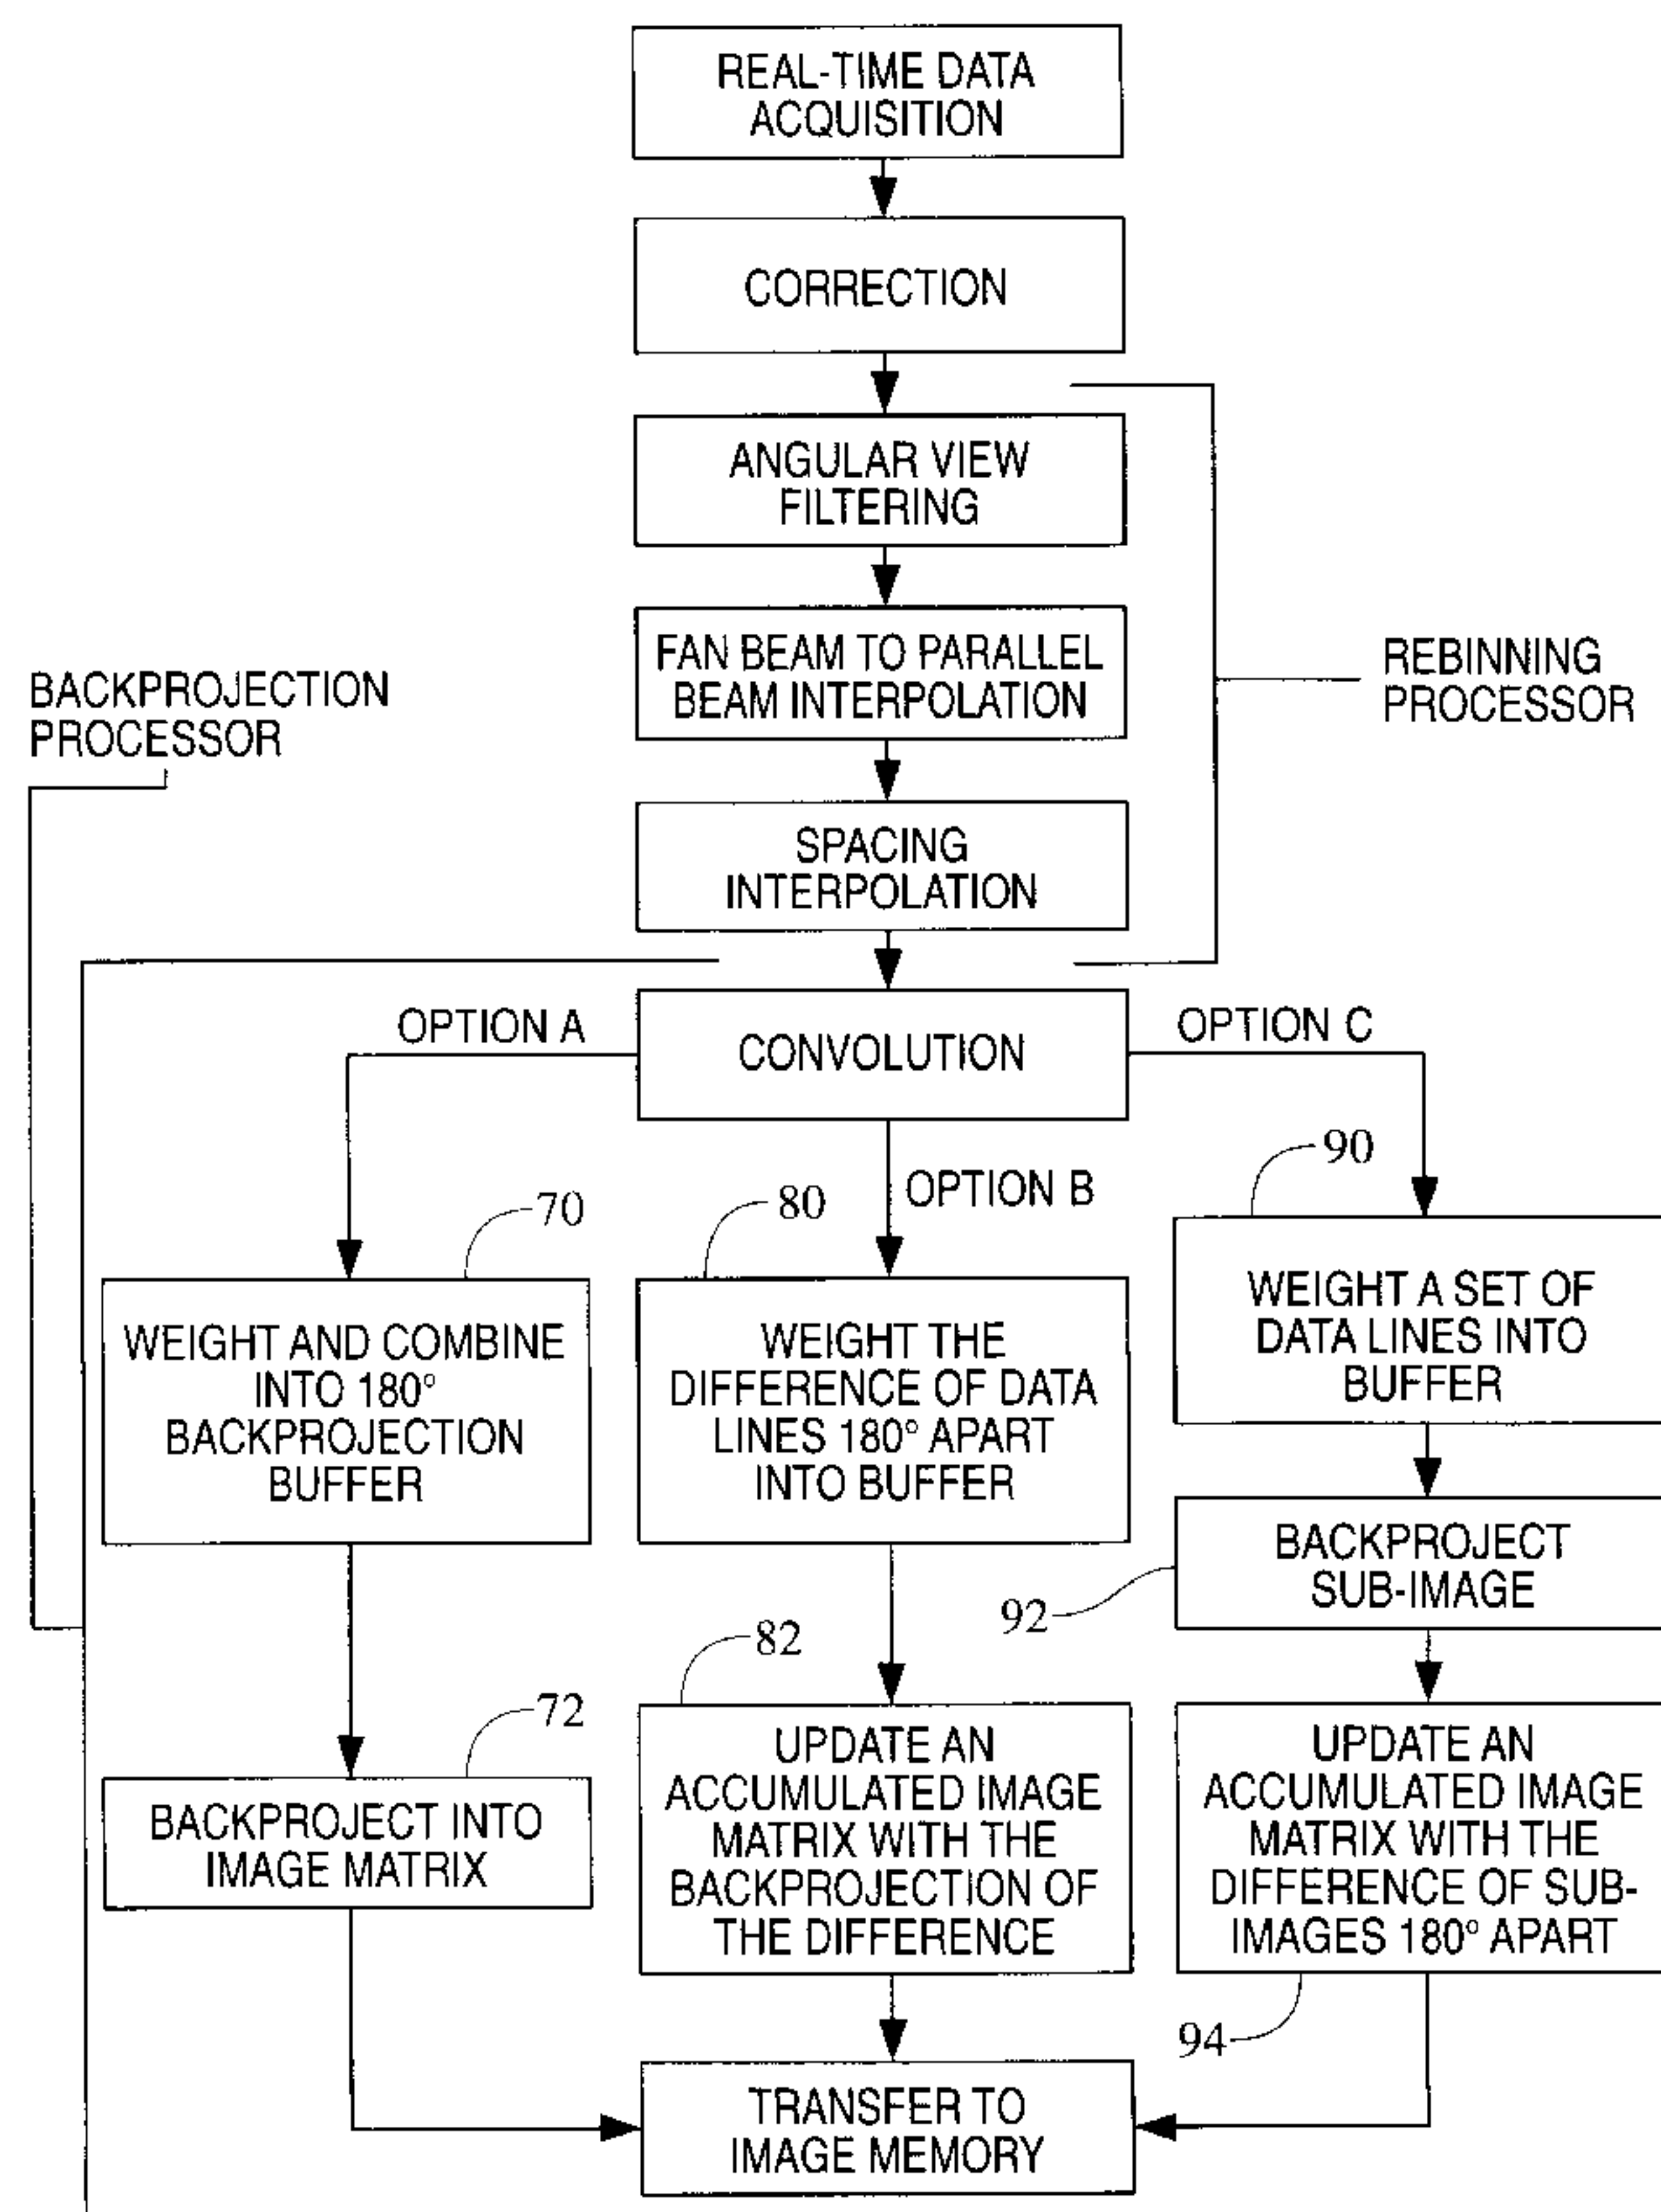 REAL-TIME DATA
ACQUISITION
CORRECTION
ANGULAR VIEW
FILTERING
FAN BEAM TO PARALLEL
BEAM INTERPOLATION
REBINNING
PROCESSOR
BACKPROJECTION
PROCESSOR
SPACING
INTERPOLATION
OPTION A
CONVOLUTION
OPTION C
OPTION B
70
80
90
WEIGHT AND COMBINE
INTO 180°
BACKPROJECTION
BUFFER
WEIGHT THE
DIFFERENCE OF DATA
LINES 180° APART
INTO BUFFER
WEIGHT A SET OF
DATA LINES INTO
BUFFER
BACKPROJECT
SUB-IMAGE
92
82
72
BACKPROJECT INTO
IMAGE MATRIX
UPDATE AN
ACCUMULATED IMAGE
MATRIX WITH THE
BACKPROJECTION OF
THE DIFFERENCE
UPDATE AN
ACCUMULATED IMAGE
MATRIX WITH THE
DIFFERENCE OF SUB-
IMAGES 180° APART
94
TRANSFER TO
IMAGE MEMORY